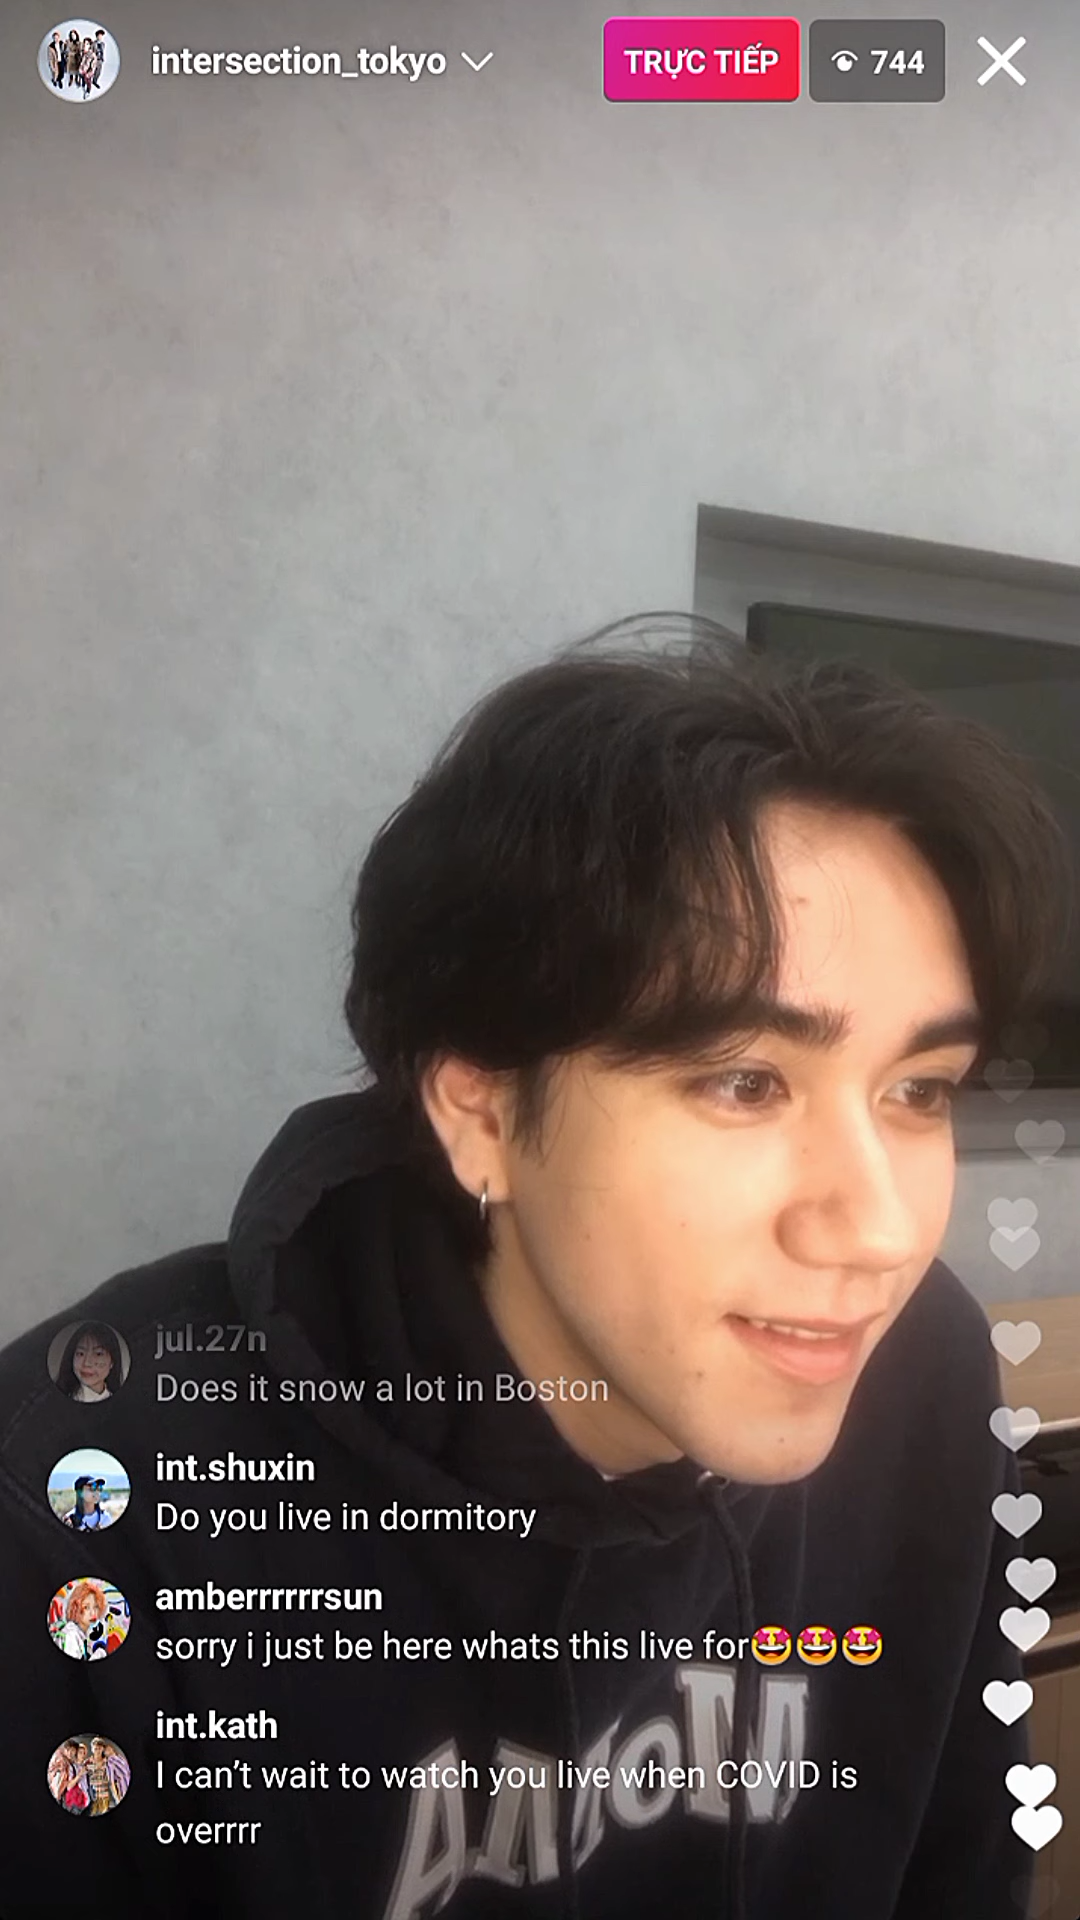 intersection_tokyo
TRỰC TIẾP
744
jul.27n
Does it snow a lot in Boston
int.shuxin
Do you live in dormitory
amberrrrrrsun
sorry i just be here whats this live for🤩🤩🤩
int.kath
I can’t wait to watch you live when COVID is
overrrr